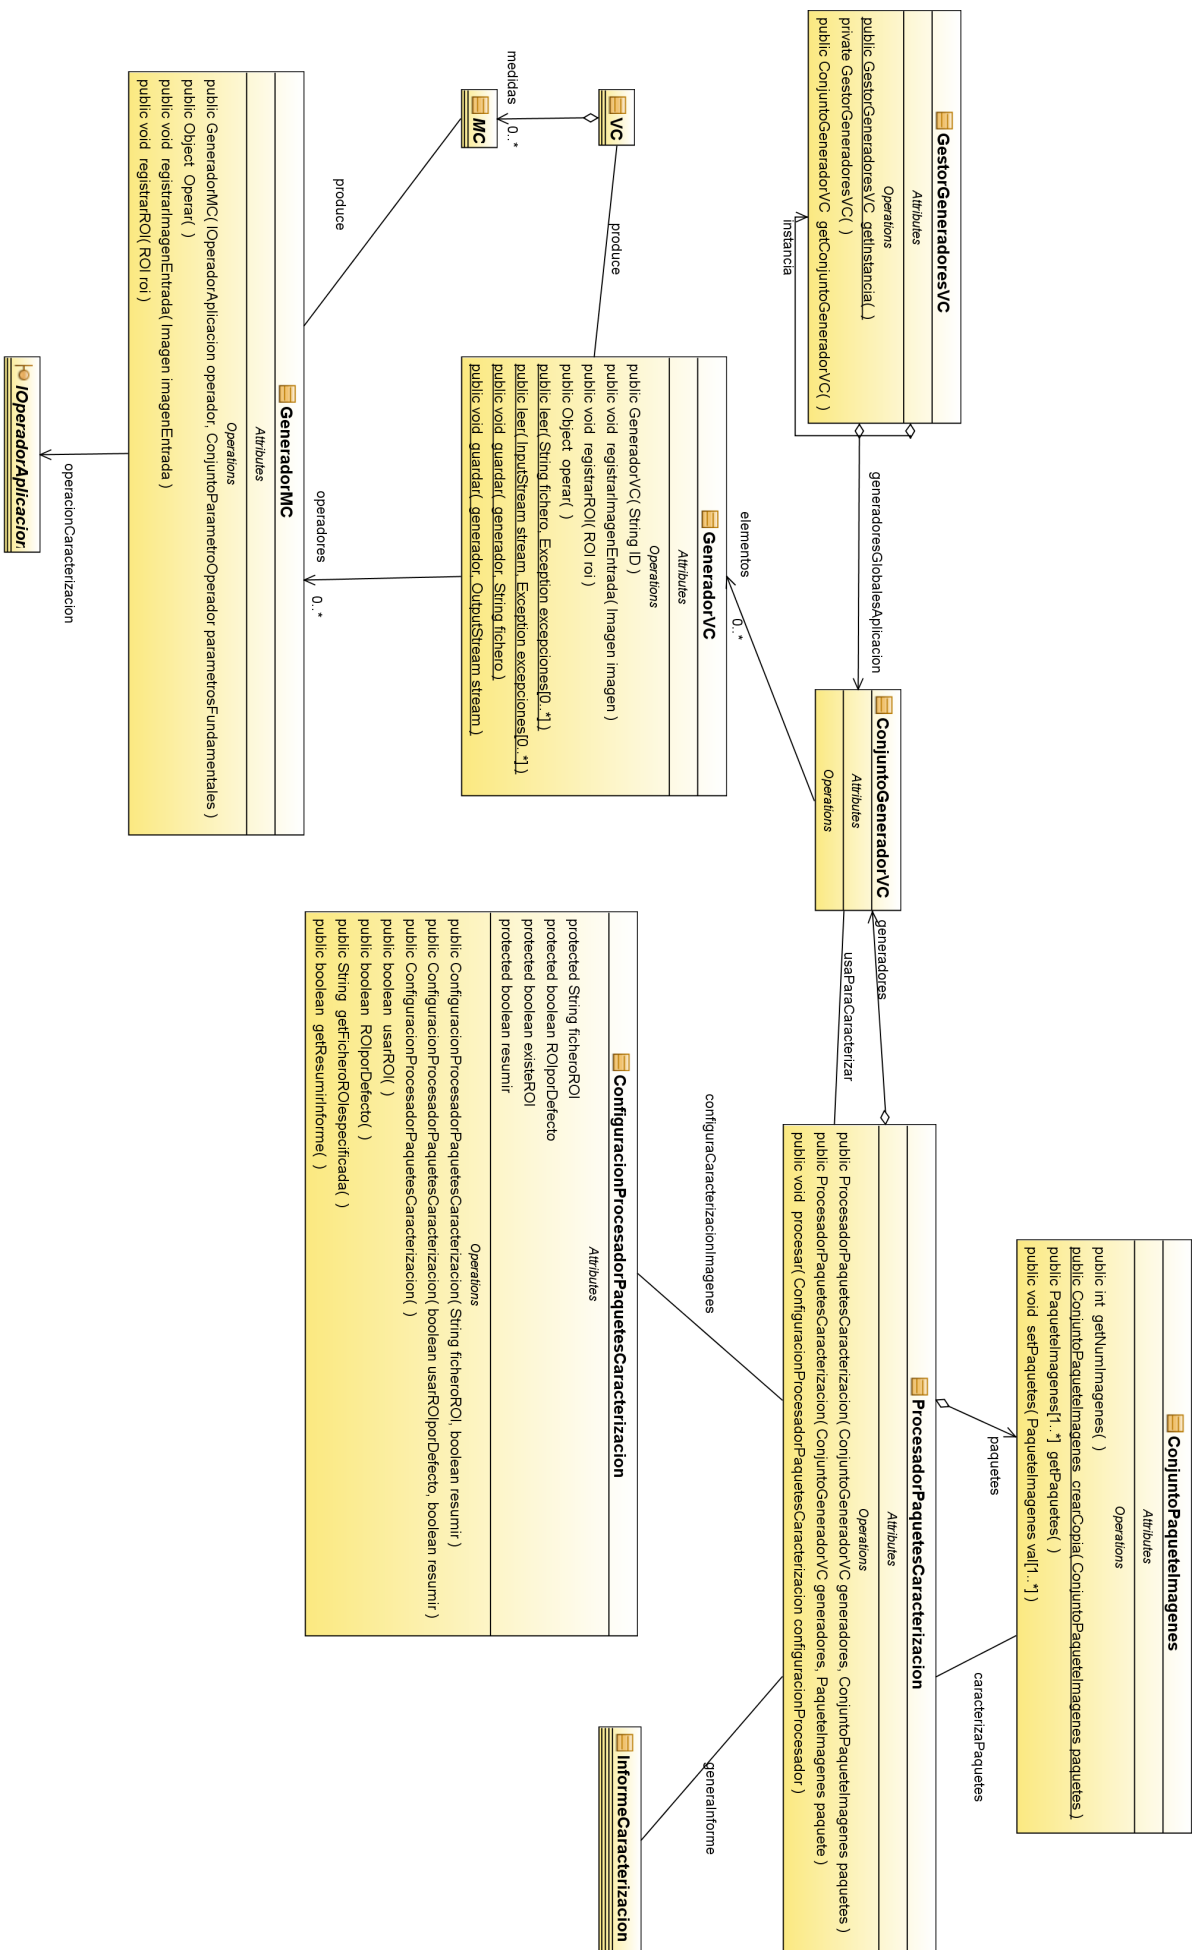 GestorGeneradoresVC
Attributes
Operations
public GestorGeneradoresVC getInstancia( )
private GestorGeneradoresVC( )
public ConjuntoGeneradorVC getConjuntoGeneradorVC( )
instancia
generadoresGlobalesAplicacion
ConjuntoGeneradorVC
Attributes
Operations
generadores
usaParaCaracterizar
ConjuntoPaqueteImagenes
Attributes
Operations
public int getNumImagenes( )
public ConjuntoPaqueteImagenes crearCopia( ConjuntoPaqueteImagenes paquetes )
public PaqueteImagenes[1..*] getPaquetes( )
public void setPaquetes( PaqueteImagenes val[1..*] )
paquetes
caracterizaPaquetes
ProcesadorPaquetesCaracterizacion
Attributes
Operations
public ProcesadorPaquetesCaracterizacion( ConjuntoGeneradorVC generadores, ConjuntoPaqueteImagenes paquetes )
public ProcesadorPaquetesCaracterizacion( ConjuntoGeneradorVC generadores, PaqueteImagenes paquete )
public void procesar( ConfiguracionProcesadorPaquetesCaracterizacion configuracionProcesador )
VC
produce
medidas
0..*
MC
produce
elementos
0..*
GeneradorVC
Attributes
Operations
public GeneradorVC( String ID )
public void registrarImagenEntrada( Imagen imagen )
public void registrarROI( ROI roi )
public Object operar( )
public leer( String fichero, Exception excepciones[0..*] )
public leer( InputStream stream, Exception excepciones[0..*] )
public void guardar( generador, String fichero )
public void guardar( generador, OutputStream stream )
configuraCaracterizacionImagenes
generaInforme
ConfiguracionProcesadorPaquetesCaracterizacion
Attributes
protected String ficheroROI
protected boolean ROIporDefecto
protected boolean existeROI
protected boolean resumir
Operations
public ConfiguracionProcesadorPaquetesCaracterizacion( String ficheroROI, boolean resumir )
public ConfiguracionProcesadorPaquetesCaracterizacion( boolean usarROIporDefecto, boolean resumir )
public ConfiguracionProcesadorPaquetesCaracterizacion( )
public boolean usarROI( )
public boolean ROIporDefecto( )
public String getFicheroROIespecificada( )
public boolean getResumirInforme( )
InformeCaracterizacion
operadores
0..*
GeneradorMC
Attributes
Operations
public GeneradorMC( IOperadorAplicacion operador, ConjuntoParametroOperador parametrosFundamentales )
public Object Operar( )
public void registrarImagenEntrada( Imagen imagenEntrada )
public void registrarROI( ROI roi )
operacionCaracterizacion
IOperadorAplicacion